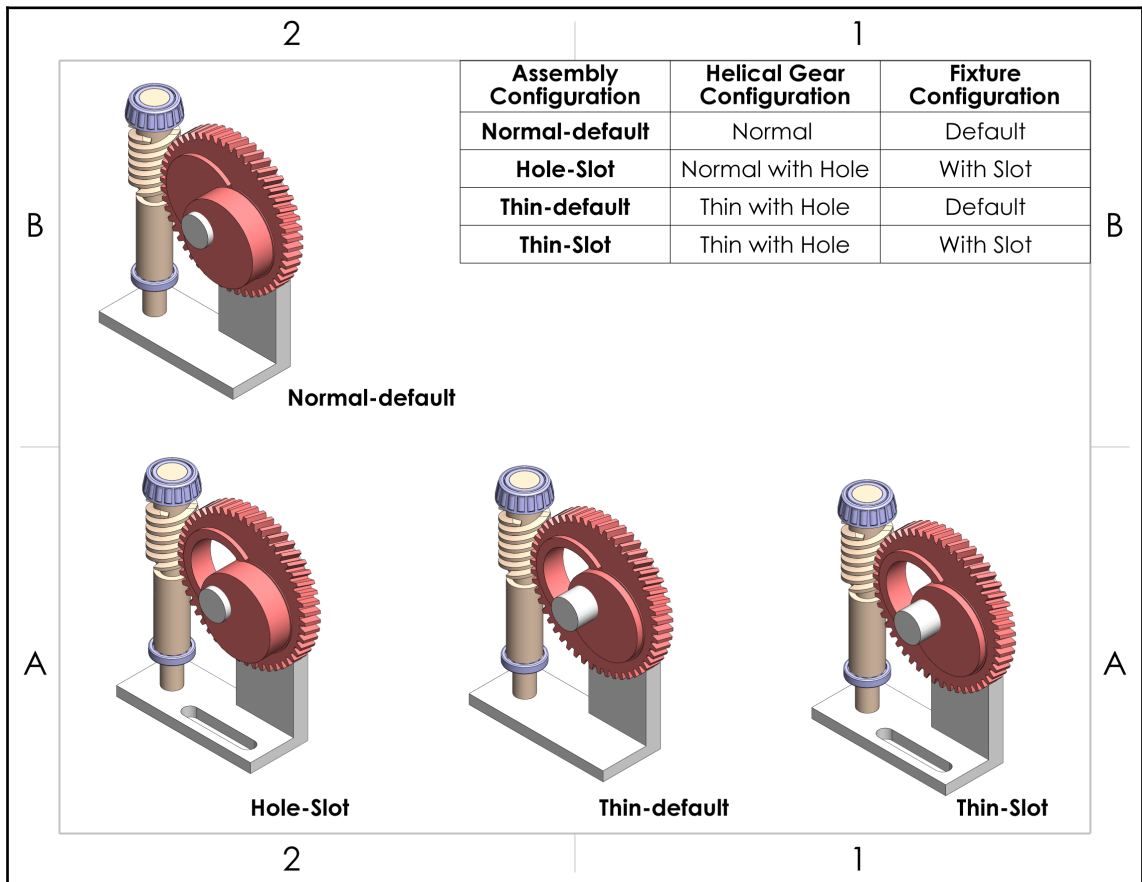 2 1
Assembly Configuration Helical Gear Configuration Fixture Configuration
Normal-default Normal Default
Hole-Slot Normal with Hole With Slot
Thin-default Thin with Hole Default
Thin-Slot Thin with Hole With Slot
B B
Normal-default
A A
Hole-Slot Thin-default Thin-Slot
2 1